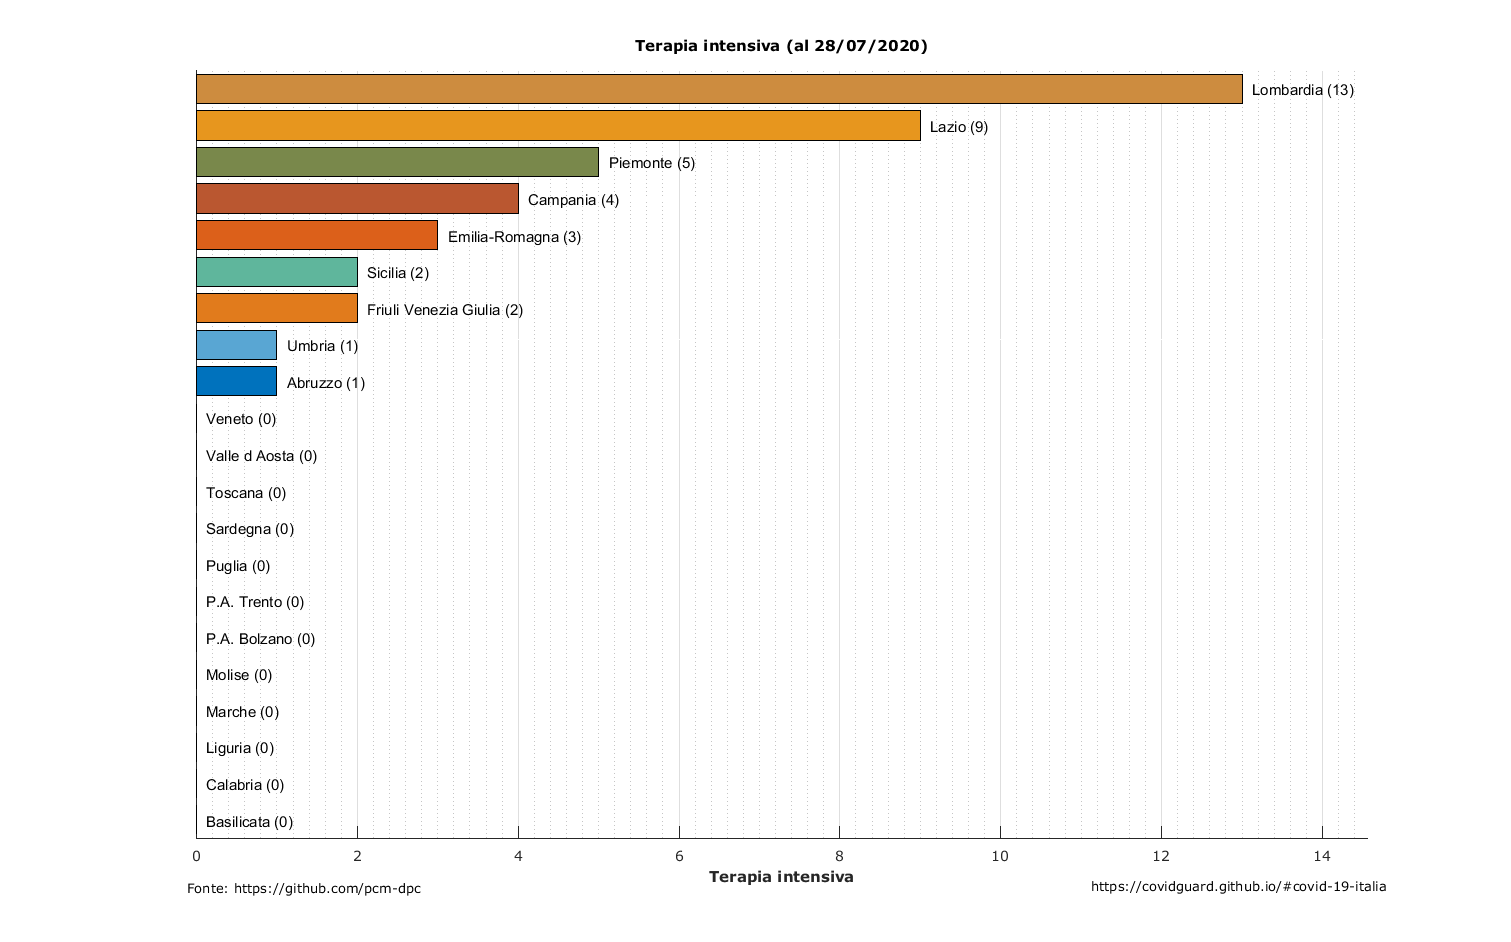 Terapia intensiva (al 28/07/2020)
Lombardia (13)
Lazio (9)
Piemonte (5)
Campania (4)
Emilia-Romagna (3)
Sicilia (2)
Friuli Venezia Giulia (2)
Umbria (1)
Abruzzo (1)
Veneto (0)
Valle d Aosta (0)
Toscana (0)
Sardegna (0)
Puglia (0)
P.A. Trento (0)
P.A. Bolzano (0)
Molise (0)
Marche (0)
Liguria (0)
Calabria (0)
Basilicata (0)
0 2 4 6 8 10 12 14
Terapia intensiva
Fonte: https://github.com/pcm-dpc
https://covidguard.github.io/#covid-19-italia